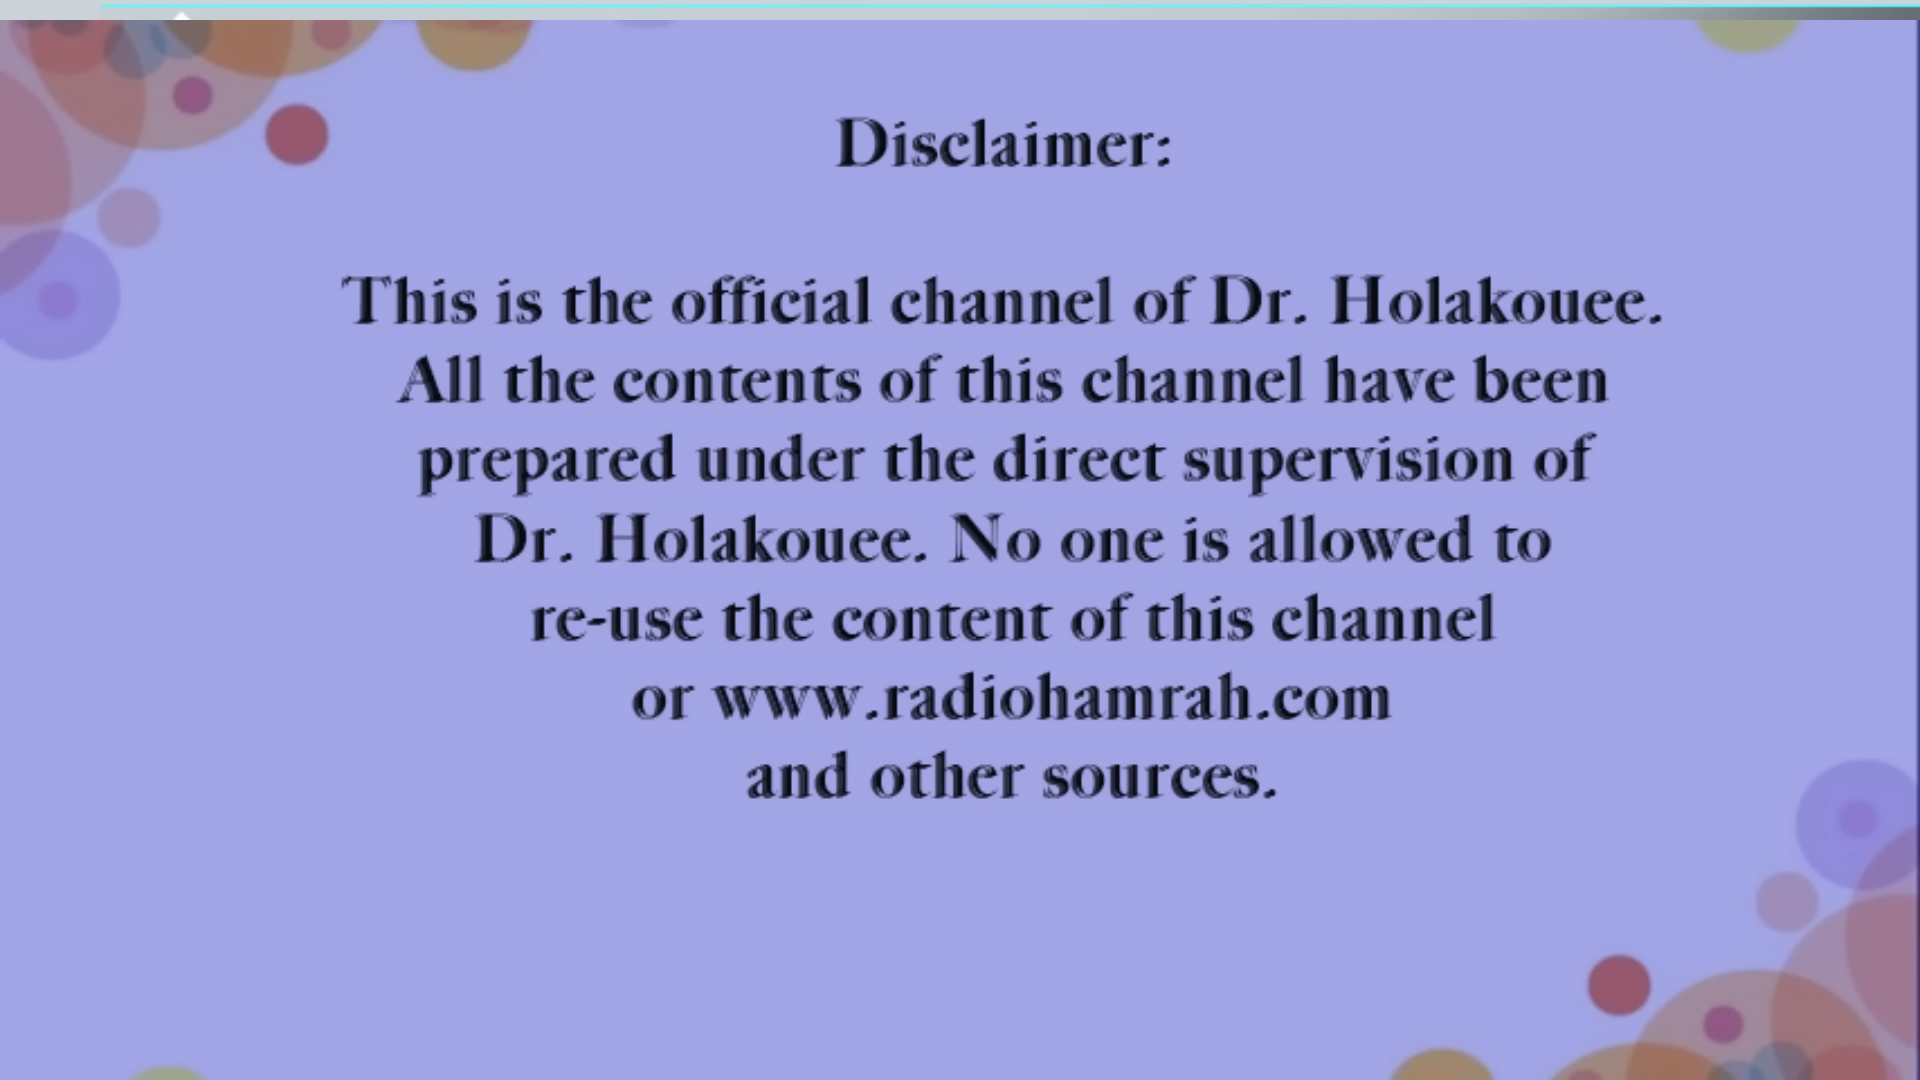 Disclaimer:
This is the official channel of Dr. Holakouee.
All the contents of this channel have been
prepared under the direct supervision of
Dr. Holakouee. No one is allowed to
re-use the content of this channel
or www.radiohamrah.com
and other sources.